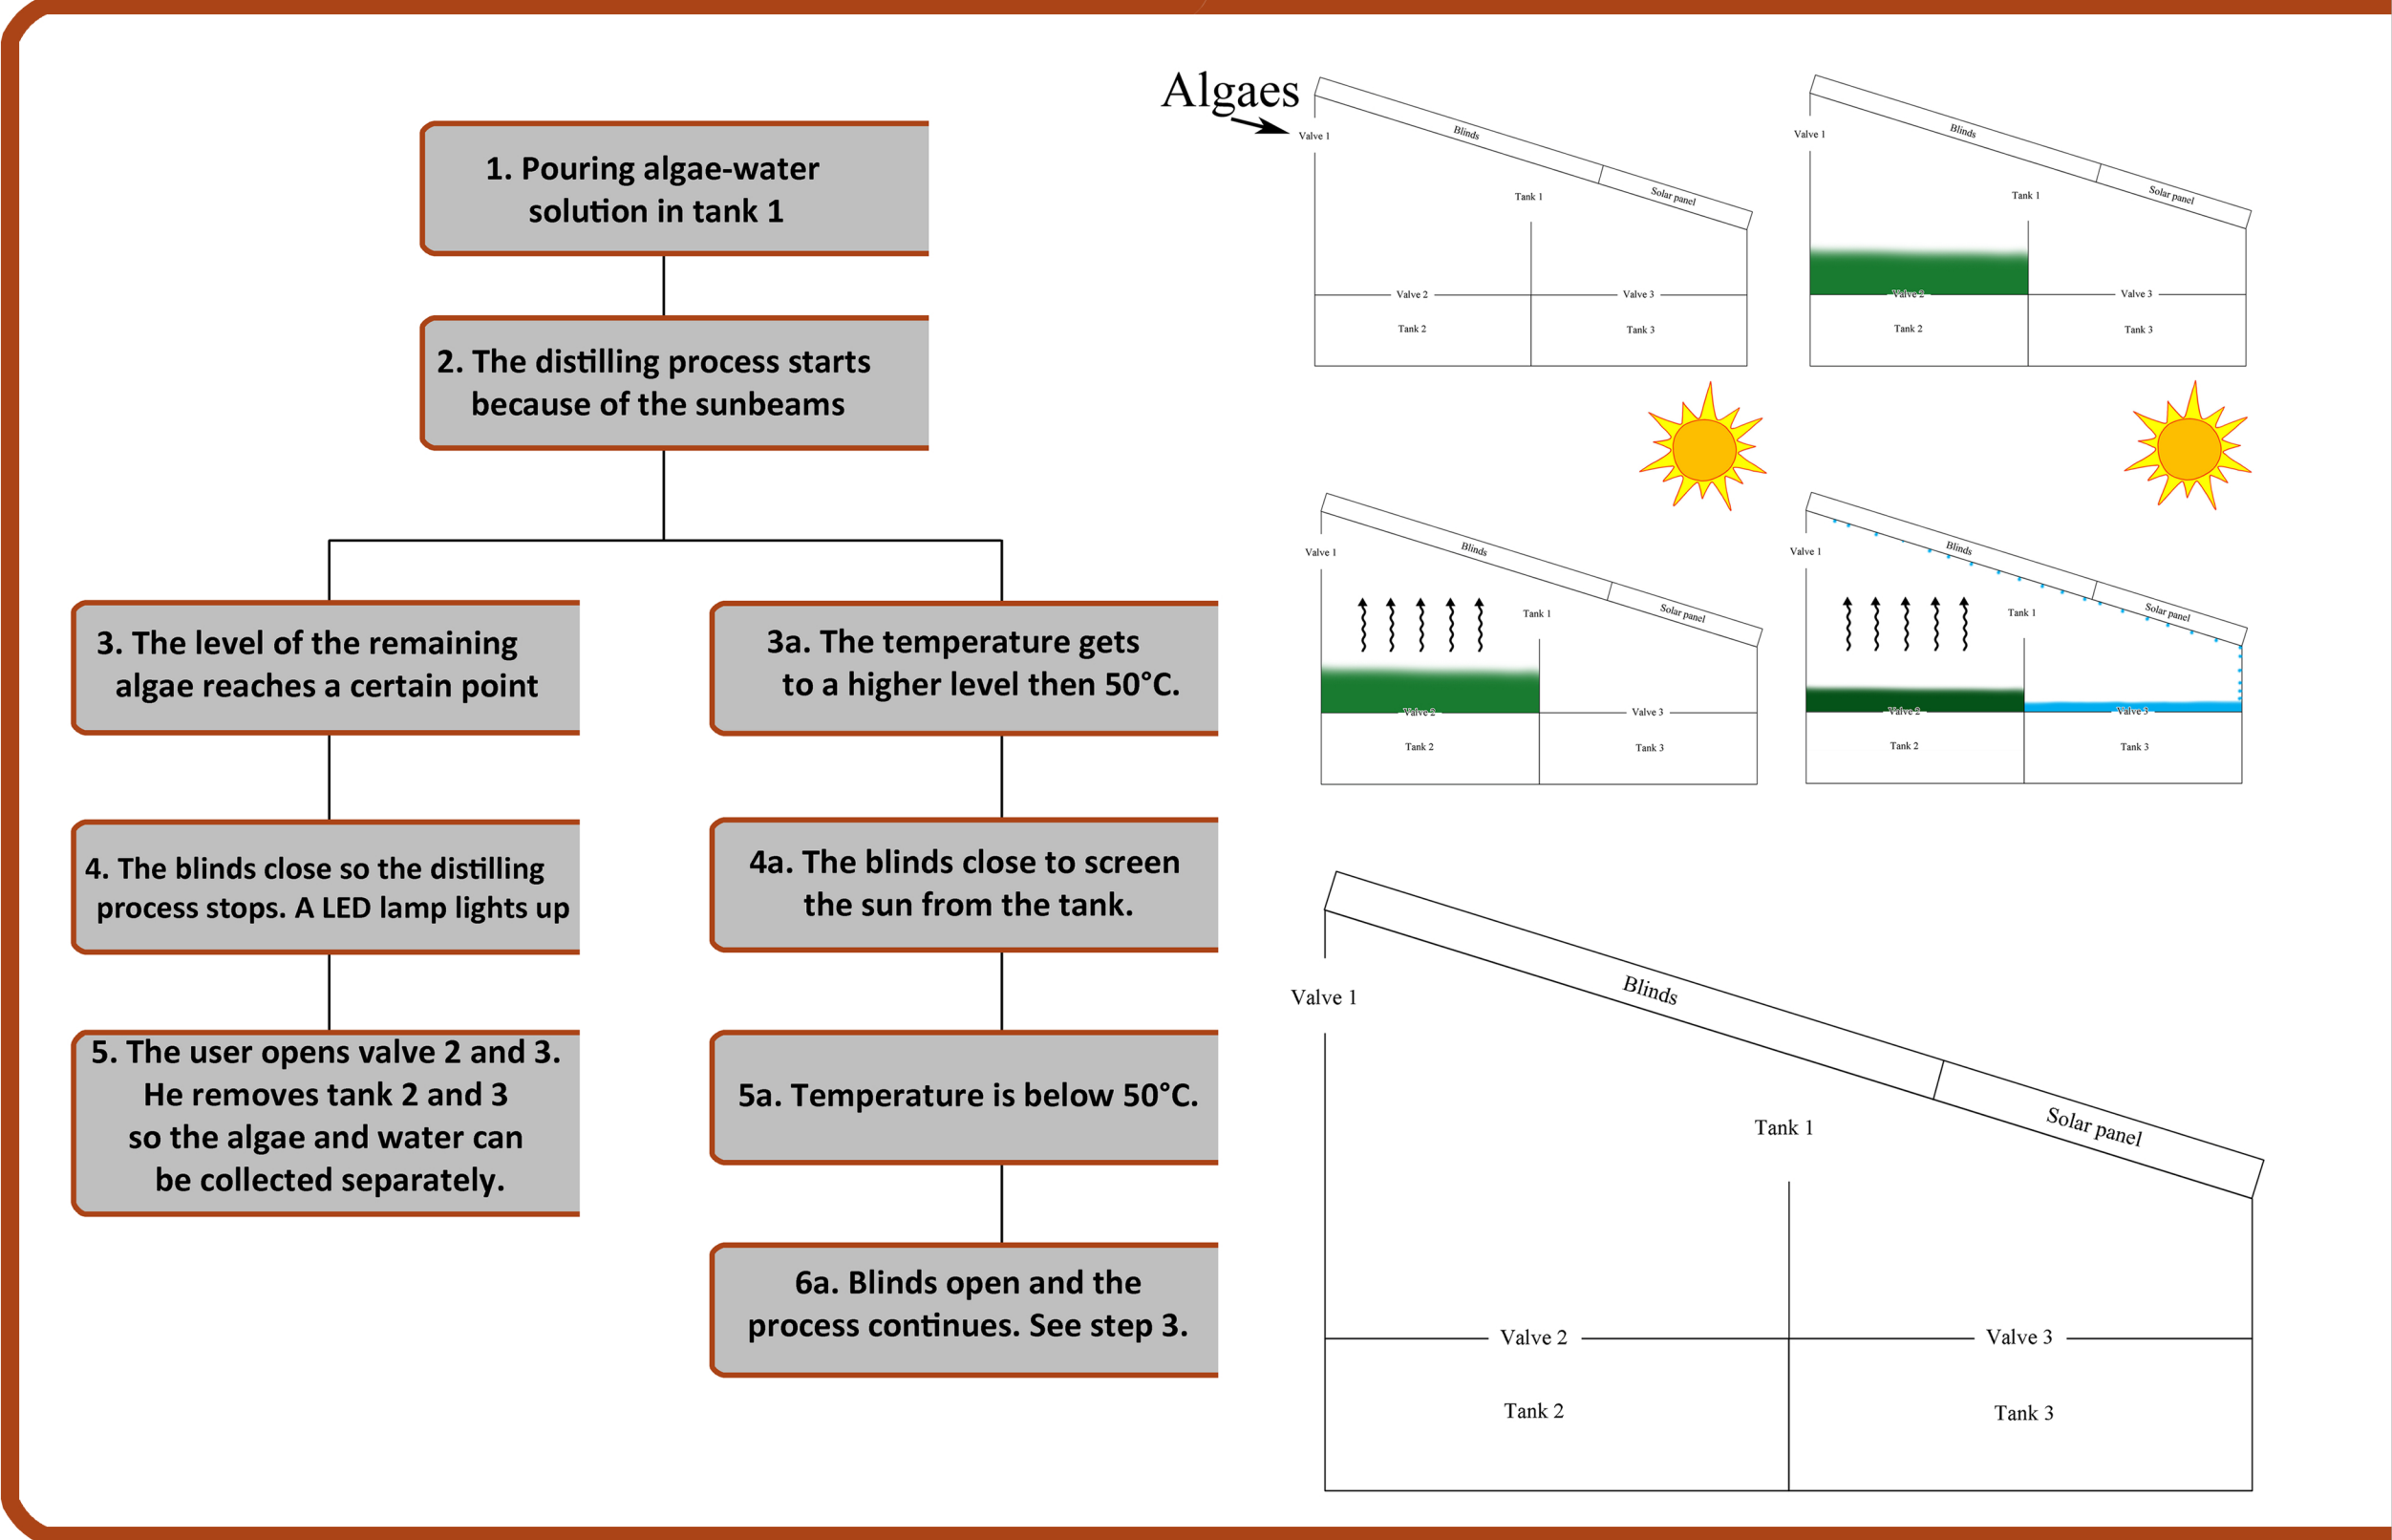 1. Pouring algae-water
solution in tank 1
2. The distilling process starts
because of the sunbeams
3. The level of the remaining
algae reaches a certain point
4. The blinds close so the distilling
process stops. A LED lamp lights up
5. The user opens valve 2 and 3.
He removes tank 2 and 3
so the algae and water can
be collected separately.
3a. The temperature gets
to a higher level then 50°C.
4a. The blinds close to screen
the sun from the tank.
5a. Temperature is below 50°C.
6a. Blinds open and the
process continues. See step 3.
Algaes
Valve 1
Blinds
Solar panel
Tank 1
Valve 2
Valve 3
Tank 2
Tank 3
Valve 1
Blinds
Solar panel
Tank 1
Valve 2
Valve 3
Tank 2
Tank 3
Valve 1
Blinds
Solar panel
Tank 1
Valve 2
Valve 3
Tank 2
Tank 3
Valve 1
Blinds
Solar panel
Tank 1
Valve 2
Valve 3
Tank 2
Tank 3
Valve 1
Blinds
Solar panel
Tank 1
Valve 2
Valve 3
Tank 2
Tank 3